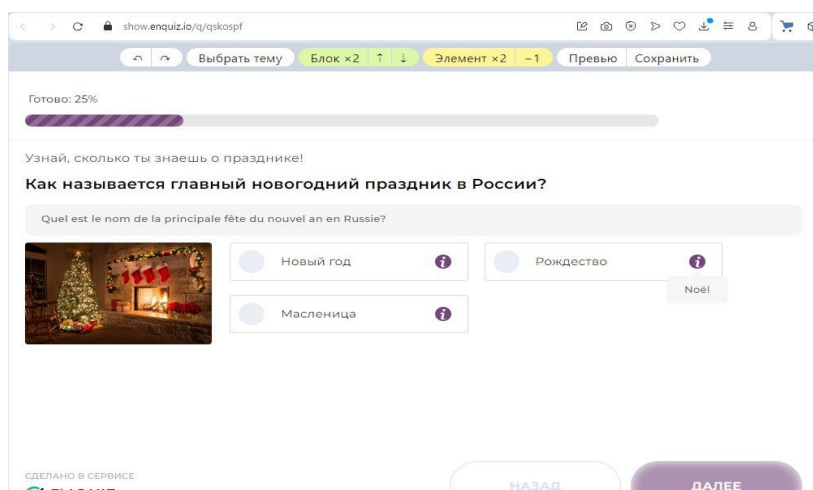 show.enquiz.io/q/qskospf
Выбрать тему Блок ×2 ↑ ↓ Элемент ×2 −1 Превью Сохранить
Готово: 25%
Узнай, сколько ты знаешь о празднике!
Как называется главный новогодний праздник в России?
Quel est le nom de la principale fête du nouvel an en Russie?
Новый год
Рождество
Noël
Масленица
СДЕЛАНО В СЕРВИСЕ
НАЗАД
ДАЛЕЕ